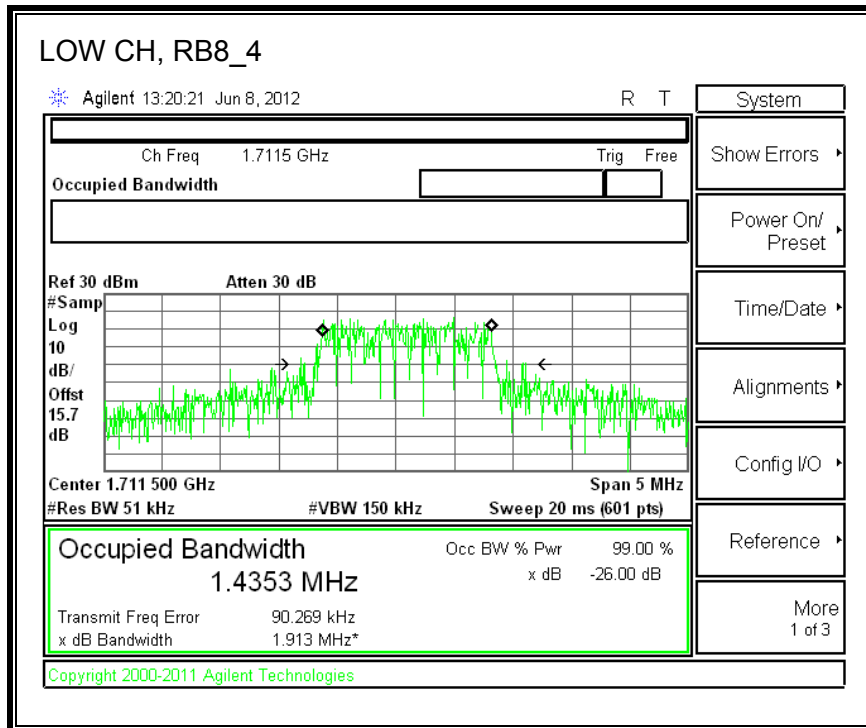 LOW CH, RB8_4
Agilent 13:20:21 Jun 8, 2012 R T
System
Ch Freq 1.7115 GHz Trig Free
Show Errors
Occupied Bandwidth
Power On/
Preset
Ref 30 dBm Atten 30 dB
#Samp
Log
10
dB/
Offst
15.7
dB
Time/Date
Alignments
Config I/O
Center 1.711 500 GHz Span 5 MHz
#Res BW 51 kHz #VBW 150 kHz Sweep 20 ms (601 pts)
Reference
Occupied Bandwidth Occ BW % Pwr 99.00 %
1.4353 MHz x dB -26.00 dB
Transmit Freq Error 90.269 kHz
x dB Bandwidth 1.913 MHz*
More
1 of 3
Copyright 2000-2011 Agilent Technologies